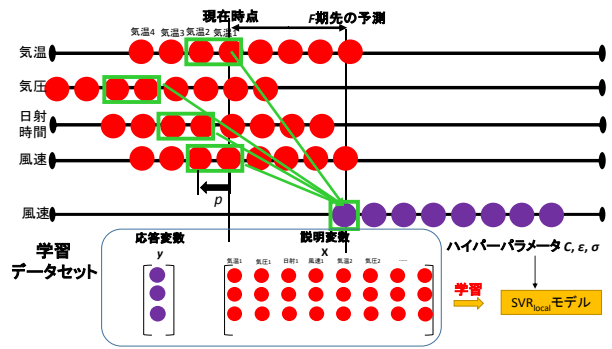 現在時点
F期先の予測
気温4 気温3 気温2 気温1
気温
気圧
日射
時間
風速
p
風速
学習
データセット
応答変数
y
説明変数
X
気温1 気圧1 日射1 風速1 気温2 気圧2 ……
ハイパーパラメータ C, ε, σ
学習
SVRlocalモデル